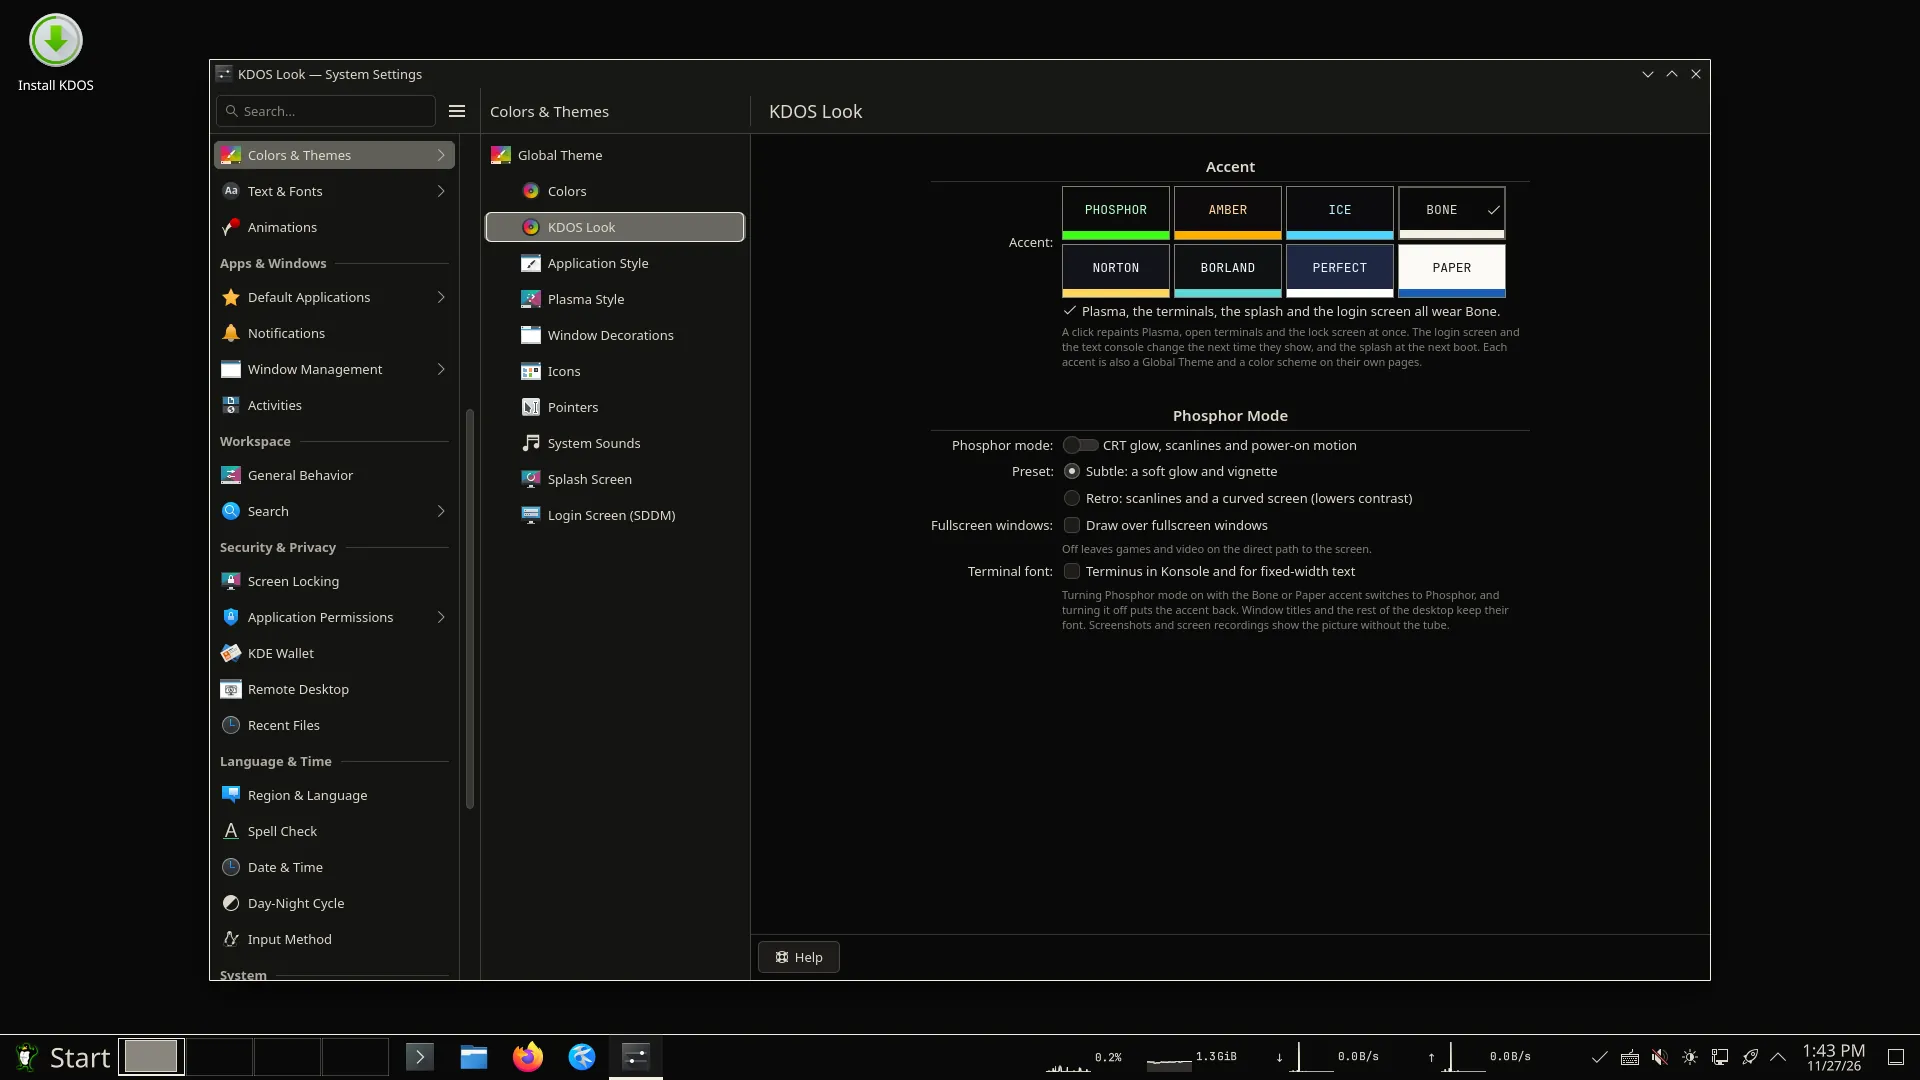 Install KDOS
KDOS Look — System Settings
Search...
Colors & Themes
KDOS Look
Colors & Themes
Text & Fonts
Animations
Apps & Windows
Default Applications
Notifications
Window Management
Activities
Workspace
General Behavior
Search
Security & Privacy
Screen Locking
Application Permissions
KDE Wallet
Remote Desktop
Recent Files
Language & Time
Region & Language
Spell Check
Date & Time
Day-Night Cycle
Input Method
System
Global Theme
Colors
KDOS Look
Application Style
Plasma Style
Window Decorations
Icons
Pointers
System Sounds
Splash Screen
Login Screen (SDDM)
Accent
Accent:
PHOSPHOR AMBER ICE BONE
NORTON BORLAND PERFECT PAPER
Plasma, the terminals, the splash and the login screen all wear Bone.
A click repaints Plasma, open terminals and the lock screen at once. The login screen and
the text console change the next time they show, and the splash at the next boot. Each
accent is also a Global Theme and a color scheme on their own pages.
Phosphor Mode
Phosphor mode: CRT glow, scanlines and power-on motion
Preset: Subtle: a soft glow and vignette
Retro: scanlines and a curved screen (lowers contrast)
Fullscreen windows: Draw over fullscreen windows
Off leaves games and video on the direct path to the screen.
Terminal font: Terminus in Konsole and for fixed-width text
Turning Phosphor mode on with the Bone or Paper accent switches to Phosphor, and
turning it off puts the accent back. Window titles and the rest of the desktop keep their
font. Screenshots and screen recordings show the picture without the tube.
Help
Start
0.2% 1.3GiB ↓ 0.0B/s ↑ 0.0B/s
1:43 PM
11/27/26